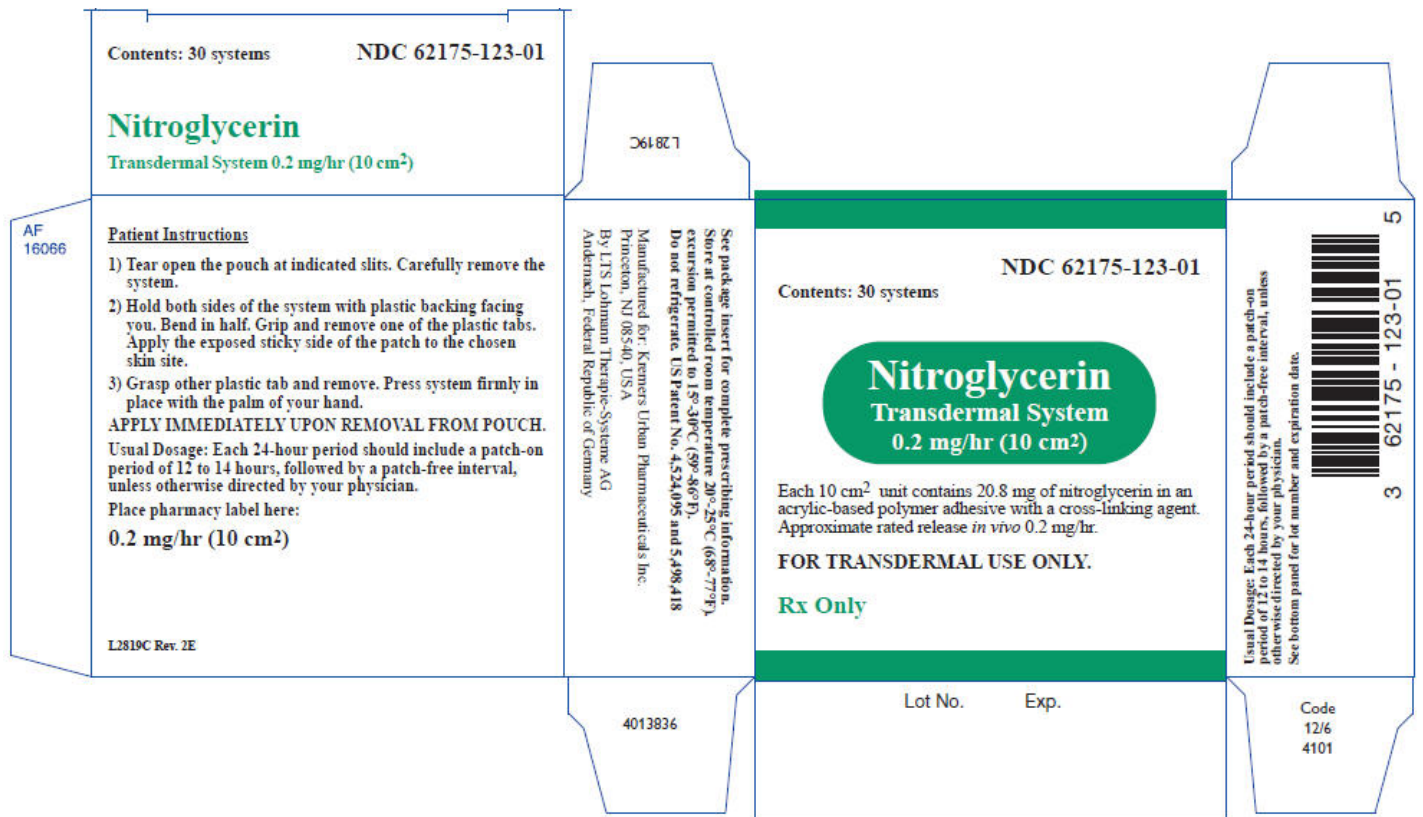 Contents: 30 systems NDC 62175-123-01
Nitroglycerin
Transdermal System 0.2 mg/hr (10 cm²)
AF
16066
Patient Instructions
1) Tear open the pouch at indicated slits. Carefully remove the
system.
2) Hold both sides of the system with plastic backing facing
you. Bend in half. Grip and remove one of the plastic tabs.
Apply the exposed sticky side of the patch to the chosen
skin site.
3) Grasp other plastic tab and remove. Press system firmly in
place with the palm of your hand.
APPLY IMMEDIATELY UPON REMOVAL FROM POUCH.
Usual Dosage: Each 24-hour period should include a patch-on
period of 12 to 14 hours, followed by a patch-free interval,
unless otherwise directed by your physician.
Place pharmacy label here:
0.2 mg/hr (10 cm²)
L2819C Rev. 2E
L2819C
See package insert for complete prescribing information.
Store at controlled room temperature 20°-25°C (68°-77°F),
excursion permitted to 15°-30°C (59°-86°F).
Do not refrigerate. US Patent No. 4,524,095 and 5,498,418
Manufactured for: Kremers Urban Pharmaceuticals Inc.
Princeton, NJ 08540, USA
By LTS Lohmann Therapie-Systeme AG
Andernach, Federal Republic of Germany
4013836
NDC 62175-123-01
Contents: 30 systems
Nitroglycerin
Transdermal System
0.2 mg/hr (10 cm²)
Each 10 cm² unit contains 20.8 mg of nitroglycerin in an
acrylic-based polymer adhesive with a cross-linking agent.
Approximate rated release in vivo 0.2 mg/hr.
FOR TRANSDERMAL USE ONLY.
Rx Only
Lot No. Exp.
Usual Dosage: Each 24-hour period should include a patch-on
period of 12 to 14 hours, followed by a patch-free interval, unless
otherwise directed by your physician.
See bottom panel for lot number and expiration date.
3 62175-123-01 5
Code
12/6
4101